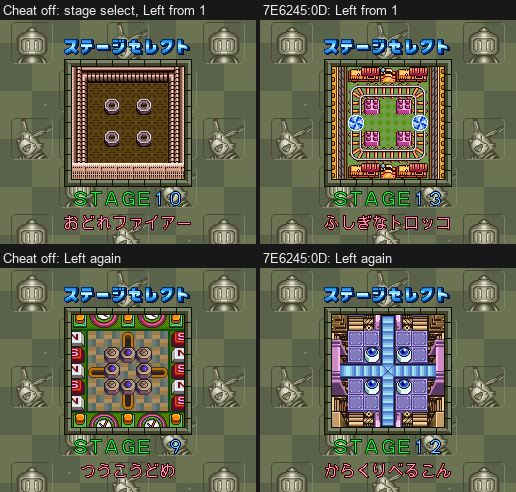 Cheat off: stage select, Left from 1
ステージセレクト
STAGE10
おどれファイアー
7E6245:0D: Left from 1
ステージセレクト
STAGE13
ふしぎなトロッコ
Cheat off: Left again
ステージセレクト
STAGE 9
つうこうどめ
7E6245:0D: Left again
ステージセレクト
STAGE12
からくりべるこん